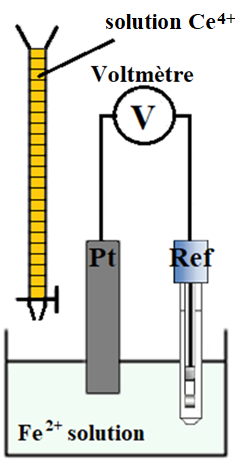 solution Ce⁴⁺
Voltmètre
V
Pt
Ref
Fe²⁺ solution